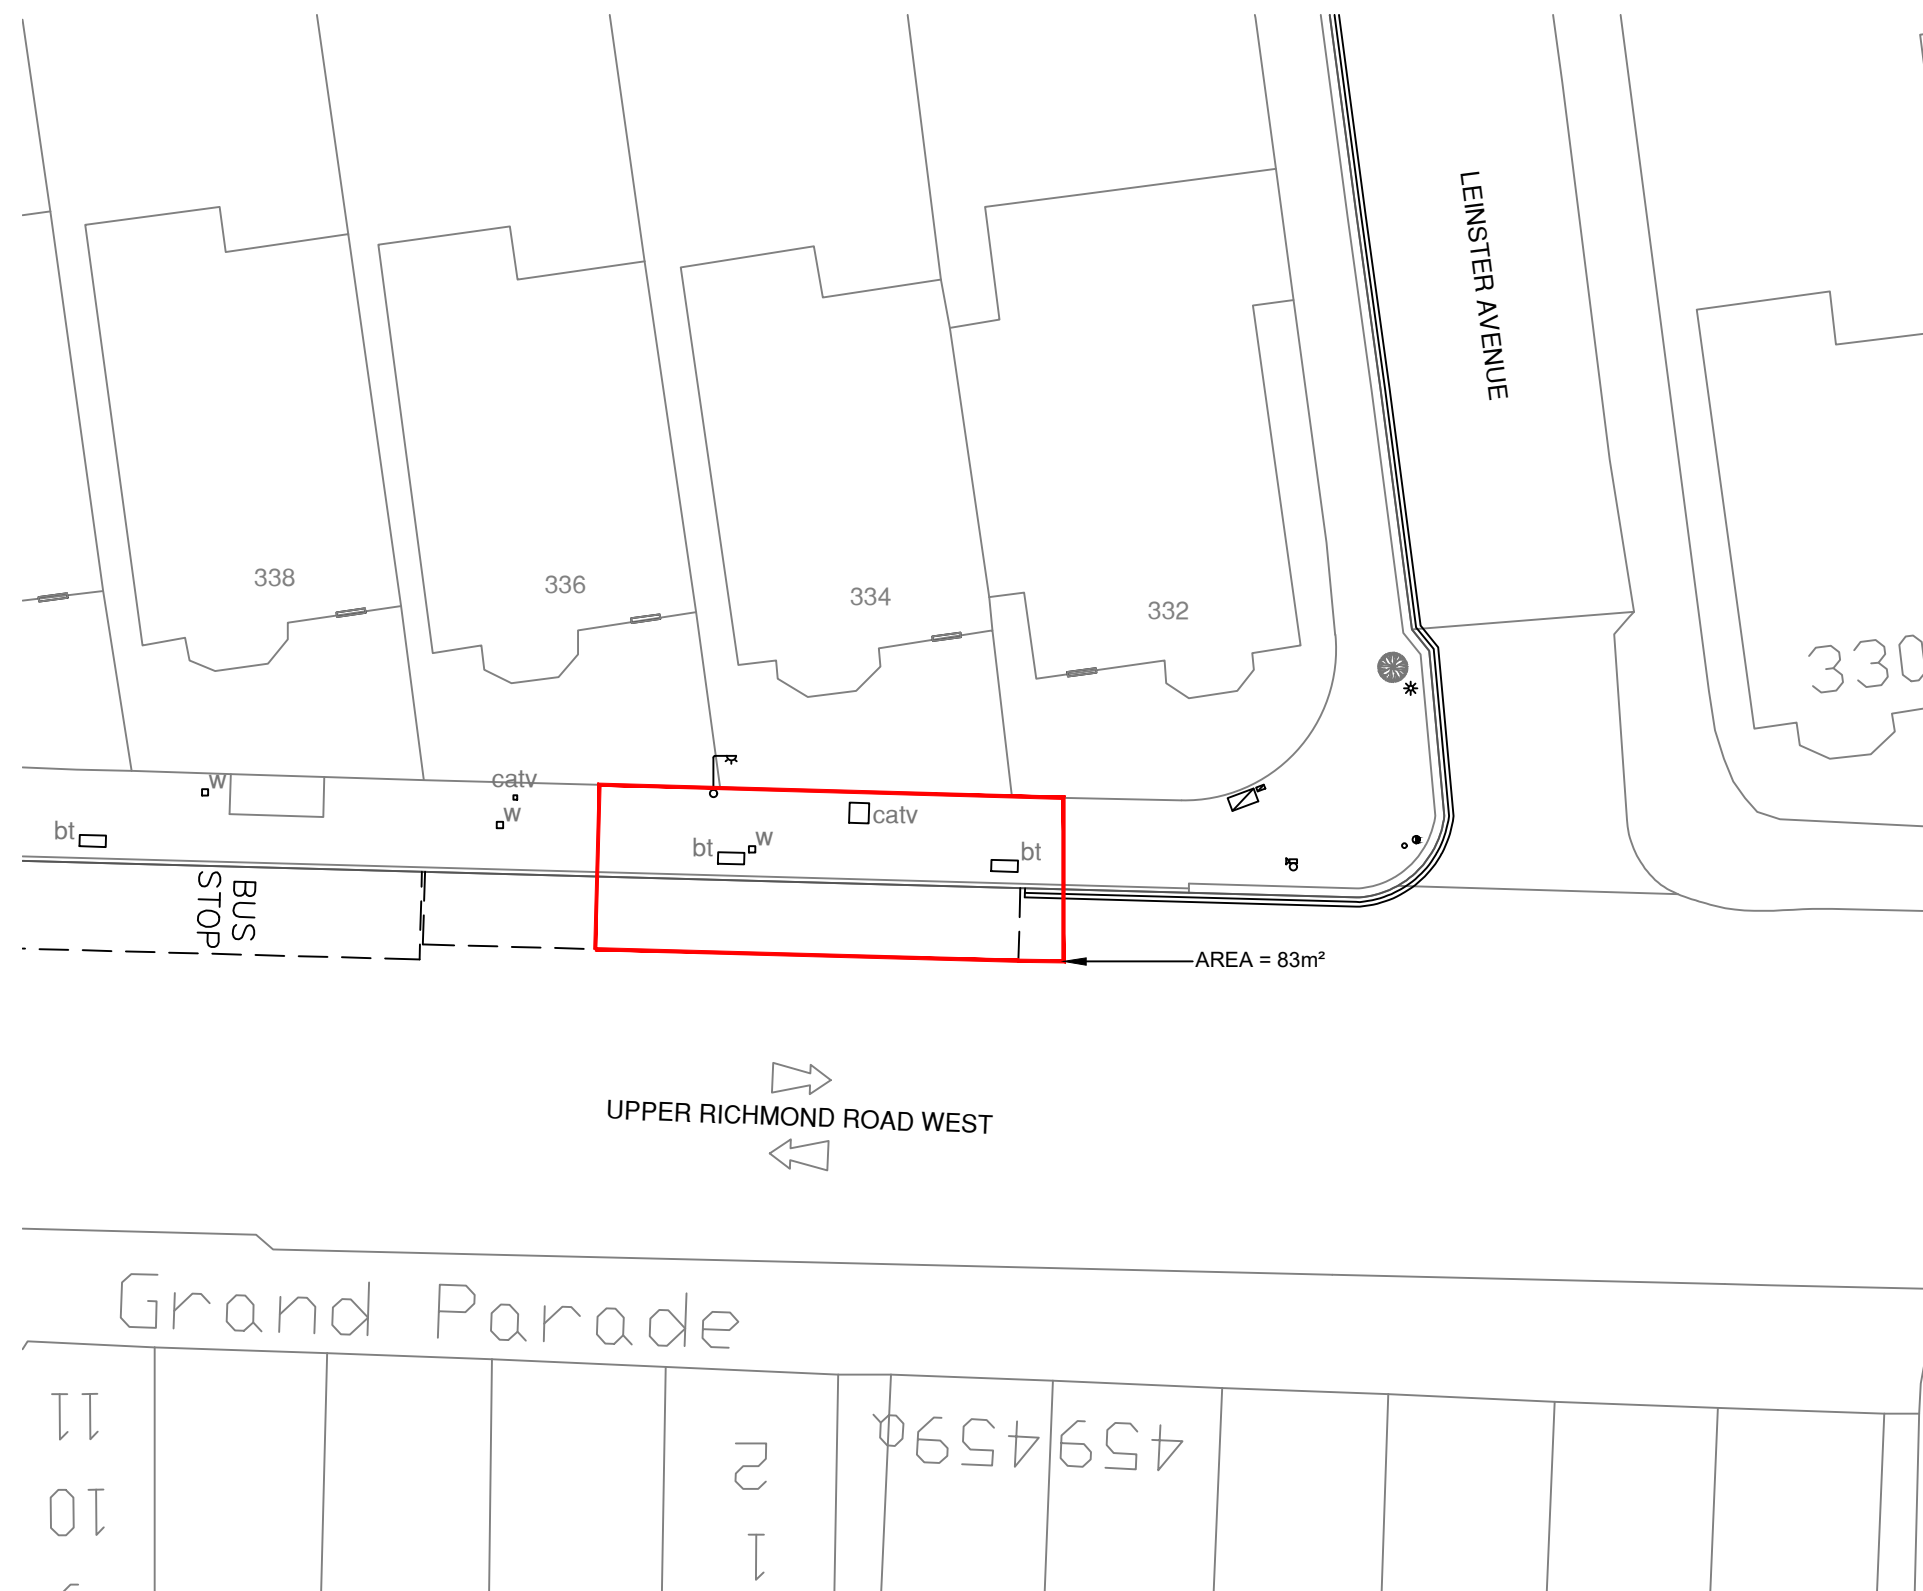 LEINSTER AVENUE
338
336
334
332
330
w
catv
w
bt
bt
w
catv
bt
BUS
STOP
AREA = 83m²
UPPER RICHMOND ROAD WEST
Grand Parade
11
10
2
1
459a
459